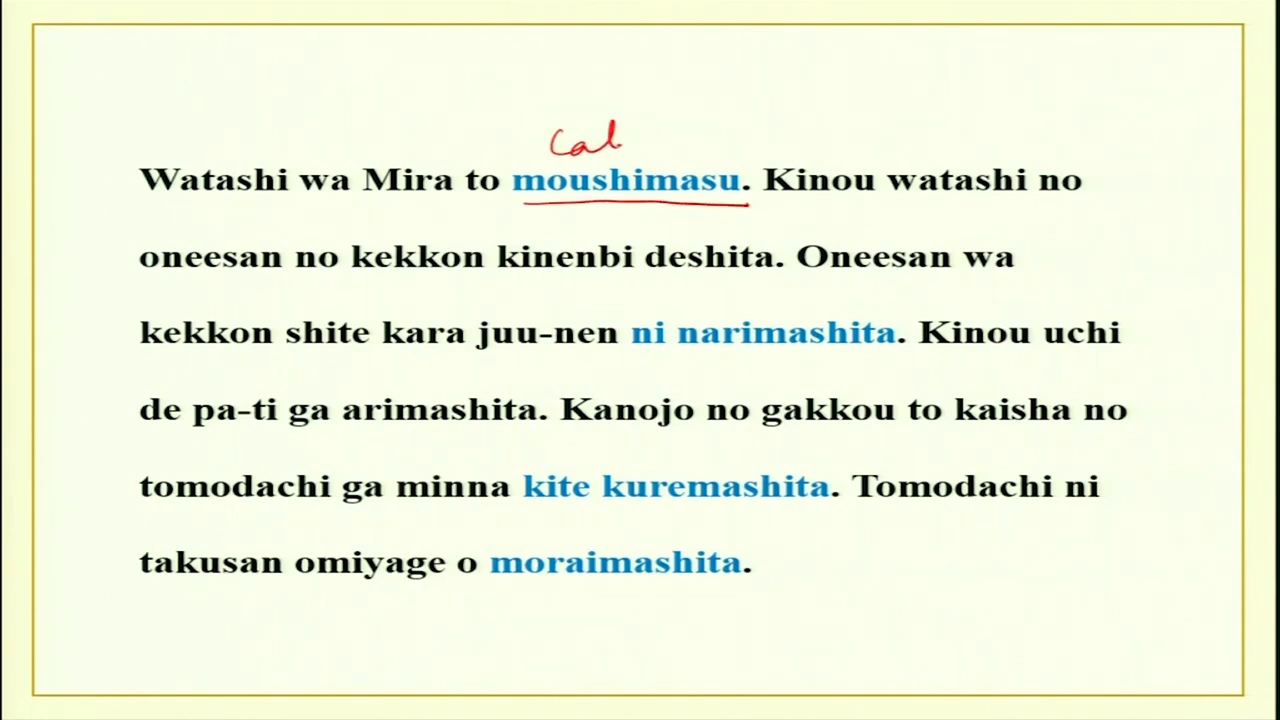 Cal
Watashi wa Mira to moushimasu. Kinou watashi no
oneesan no kekkon kinenbi deshita. Oneesan wa
kekkon shite kara juu-nen ni narimashita. Kinou uchi
de pa-ti ga arimashita. Kanojo no gakkou to kaisha no
tomodachi ga minna kite kuremashita. Tomodachi ni
takusan omiyage o moraimashita.